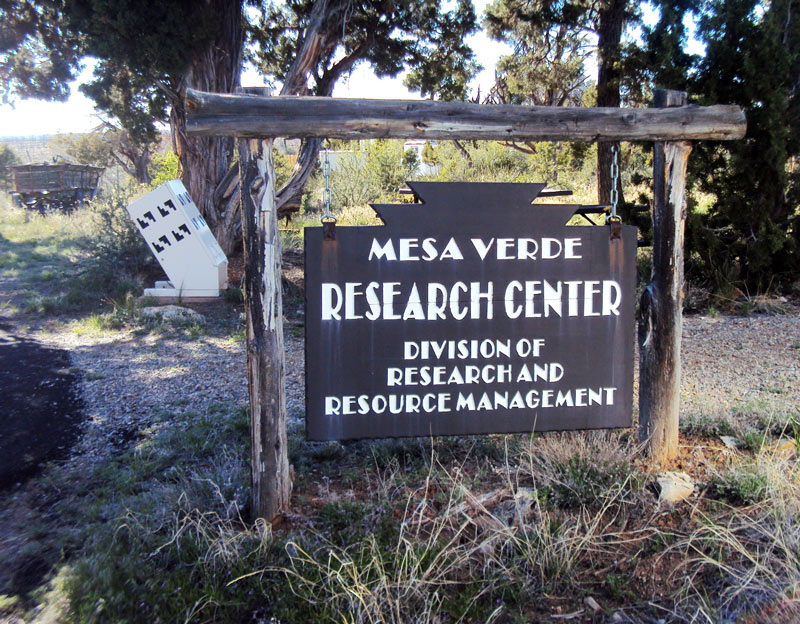 MESA VERDE
RESEARCH CENTER
DIVISION OF
RESEARCH AND
RESOURCE MANAGEMENT